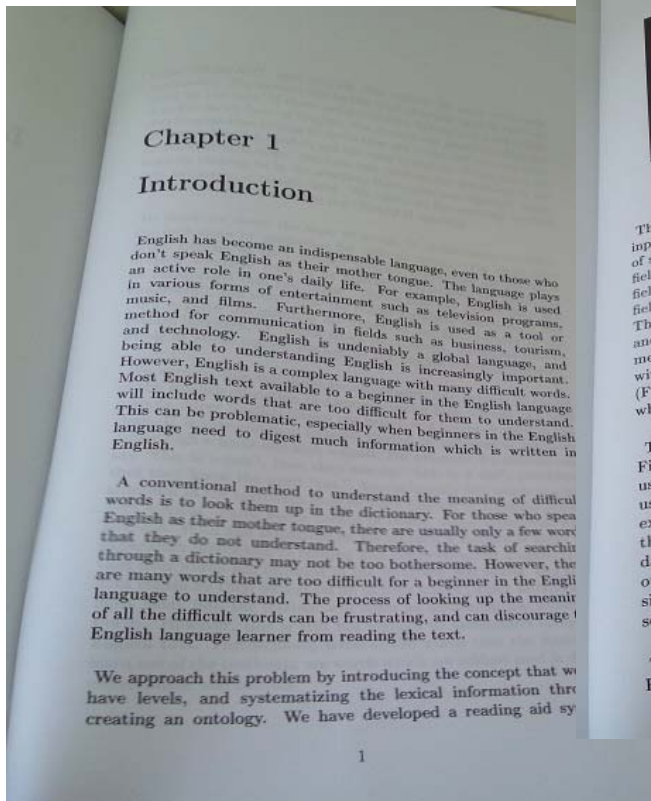 Chapter 1
Introduction
English has become an indispensable language, even to those who
don't speak English as their mother tongue. The language plays
an active role in one's daily life. For example, English is used
in various forms of entertainment such as television programs,
music, and films. Furthermore, English is used as a tool or
method for communication in fields such as business, tourism,
and technology. English is undeniably a global language, and
being able to understanding English is increasingly important.
However, English is a complex language with many difficult words.
Most English text available to a beginner in the English language
will include words that are too difficult for them to understand.
This can be problematic, especially when beginners in the English
language need to digest much information which is written in
English.
A conventional method to understand the meaning of difficul
words is to look them up in the dictionary. For those who spea
English as their mother tongue, there are usually only a few word
that they do not understand. Therefore, the task of searchin
through a dictionary may not be too bothersome. However, the
are many words that are too difficult for a beginner in the Engli
language to understand. The process of looking up the meanin
of all the difficult words can be frustrating, and can discourage
English language learner from reading the text.
We approach this problem by introducing the concept that w
have levels, and systematizing the lexical information thr
creating an ontology. We have developed a reading aid sy
1